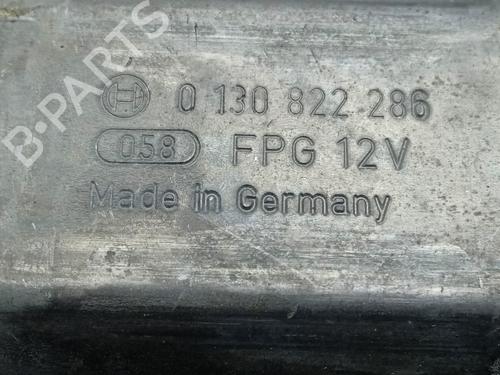 B-PARTS
0 130 822 286
058 FPG 12V
Made in Germany